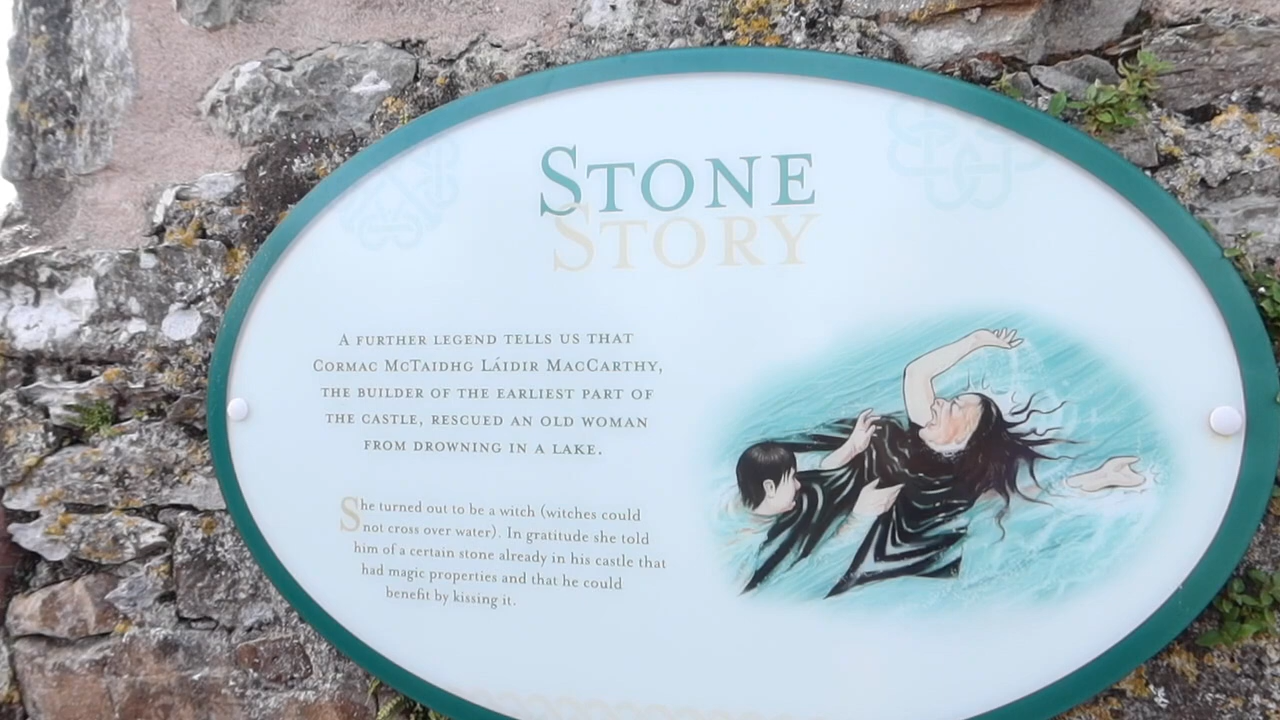 STONE
STORY
A FURTHER LEGEND TELLS US THAT
CORMAC MCTAIDHG LÁIDIR MACCARTHY,
THE BUILDER OF THE EARLIEST PART OF
THE CASTLE, RESCUED AN OLD WOMAN
FROM DROWNING IN A LAKE.
She turned out to be a witch (witches could
not cross over water). In gratitude she told
him of a certain stone already in his castle that
had magic properties and that he could
benefit by kissing it.